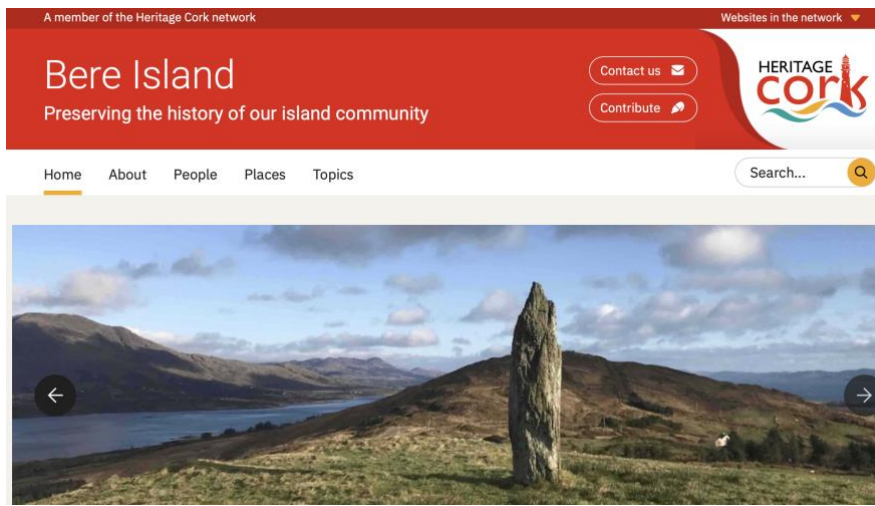 A member of the Heritage Cork network
Websites in the network
Bere Island
Preserving the history of our island community
Contact us
Contribute
HERITAGE
cork
Home About People Places Topics
Search...